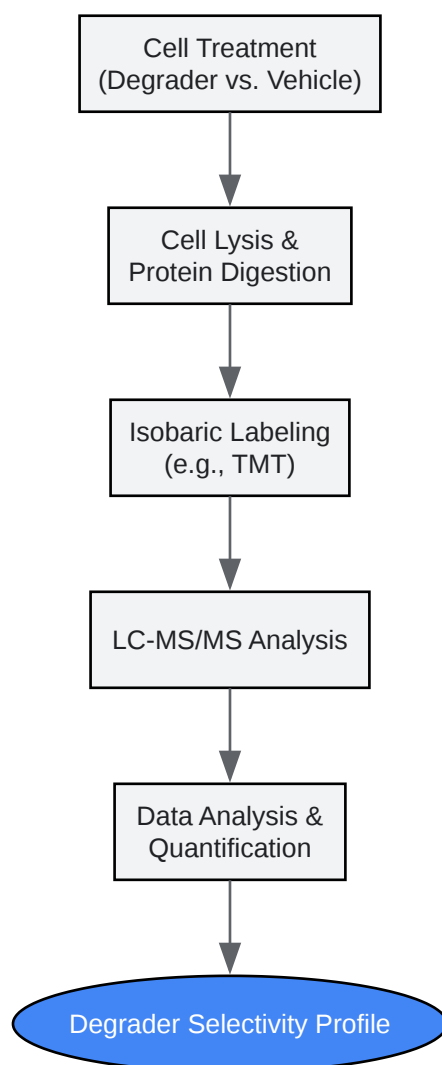 Cell Treatment
(Degrader vs. Vehicle)
Cell Lysis &
Protein Digestion
Isobaric Labeling
(e.g., TMT)
LC-MS/MS Analysis
Data Analysis &
Quantification
Degrader Selectivity Profile